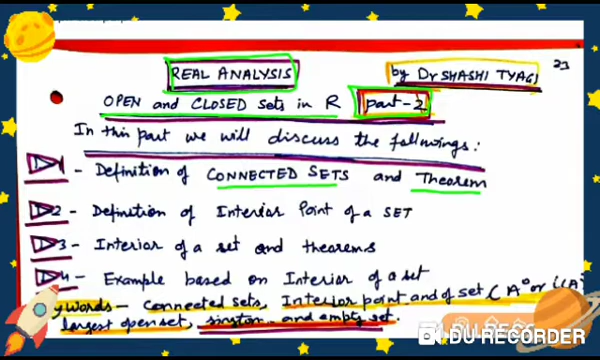 REAL ANALYSIS
by Dr SHASHI TYAGI
23
OPEN and CLOSED Sets in R part-2
In this part we will discuss the followings:
1 - Definition of CONNECTED SETS and Theorem
2 - Definition of Interior Point of a SET
3 - Interior of a set and theorems
4 - Example based on Interior of a set
ywords - Connected sets, Interior point and of set (A° or i(A)
largest open set, sington and empty set.
DU RECORDER